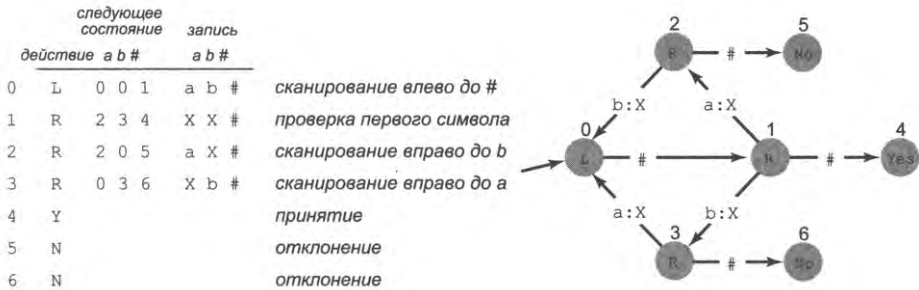 следующее
состояние запись
действие a b # a b #
0 L 0 0 1 a b # сканирование влево до #
1 R 2 3 4 X X # проверка первого символа
2 R 2 0 5 a X # сканирование вправо до b
3 R 0 3 6 X b # сканирование вправо до a
4 Y принятие
5 N отклонение
6 N отклонение
2 5
R # No
b:X a:X
0 1 4
L # R # Yes
a:X b:X
3 6
R # No